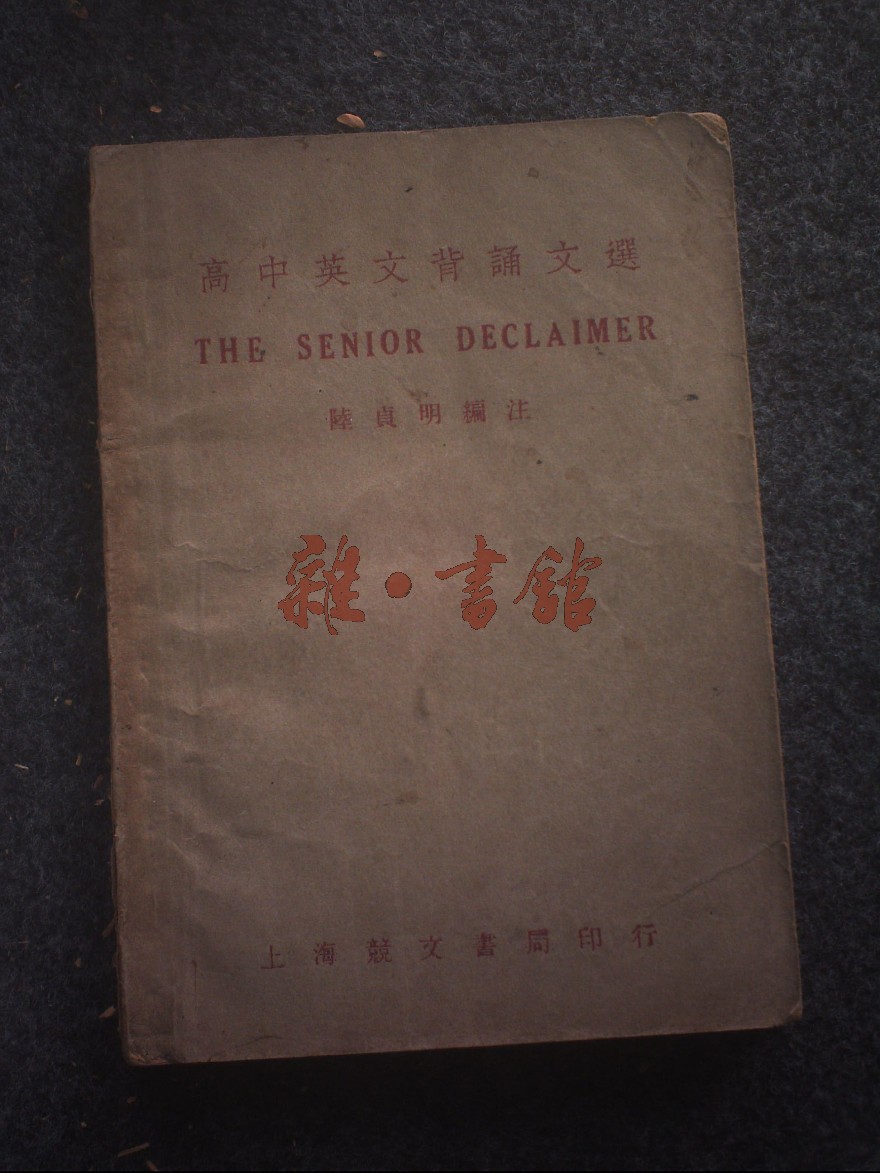 高中英文背誦文選
THE SENIOR DECLAIMER
陸貞明編注
雜·書館
上海競文書局印行